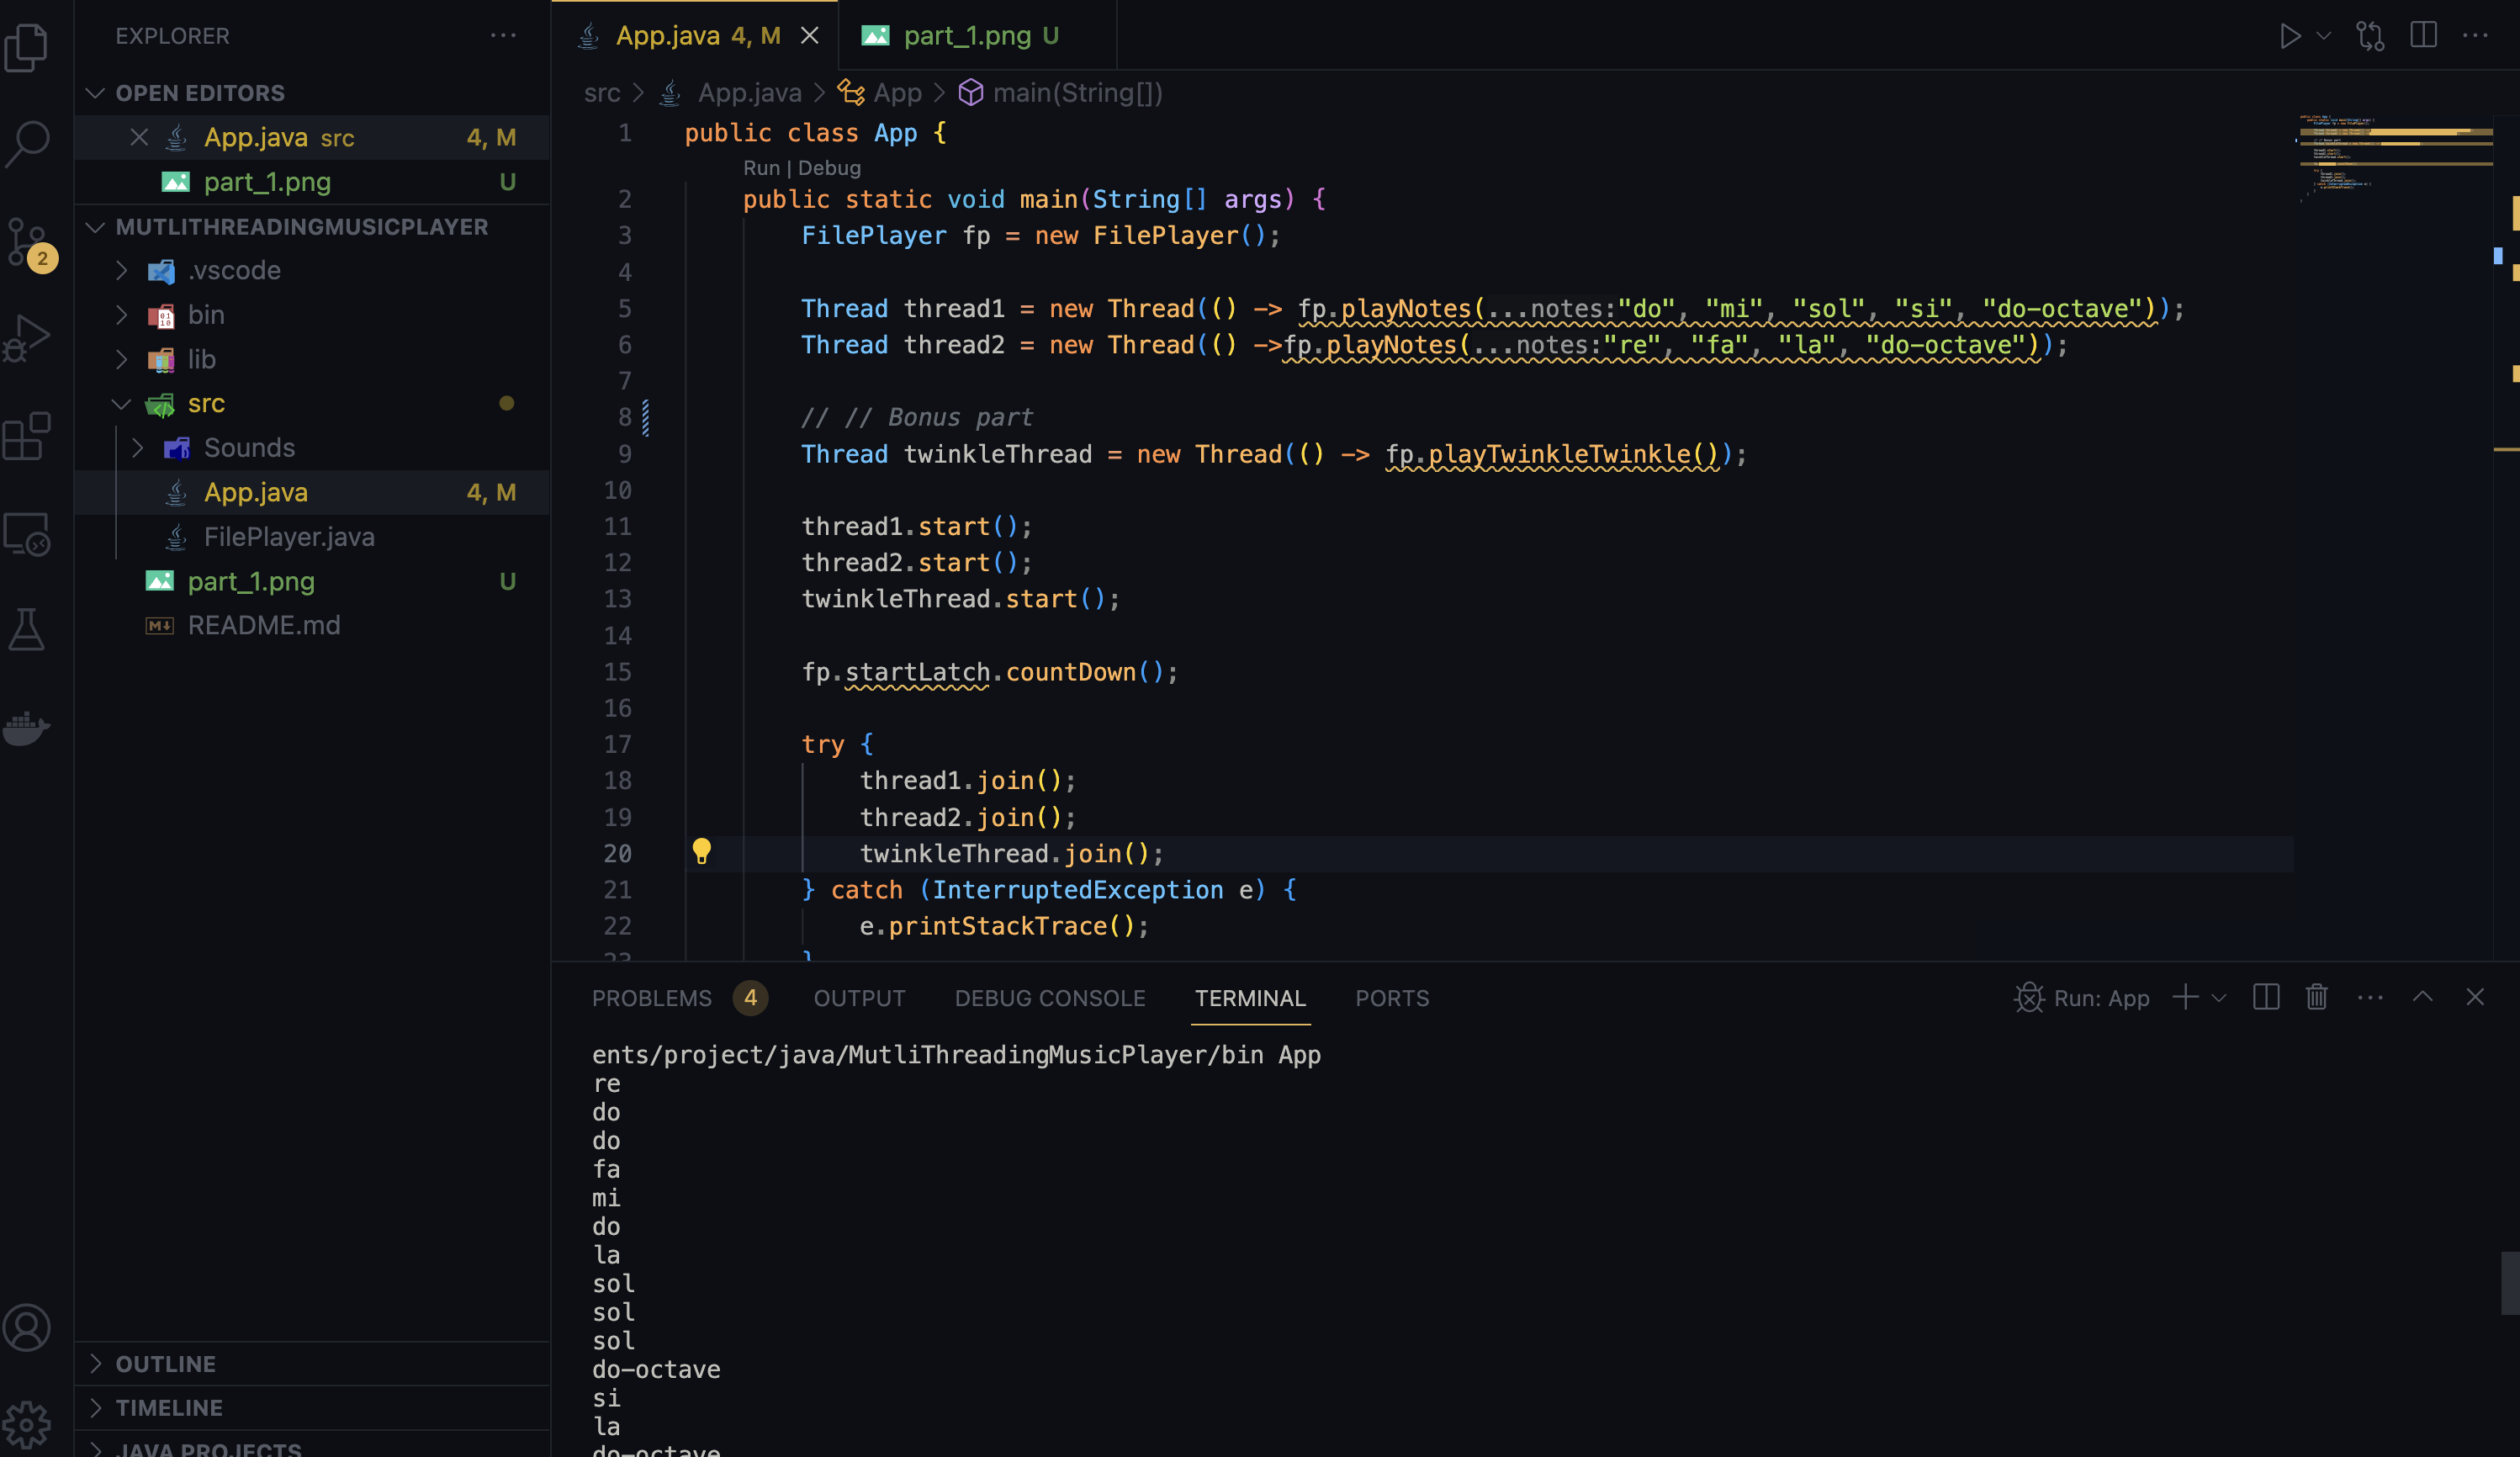 EXPLORER
OPEN EDITORS
App.java src 4, M
part_1.png U
MUTLITHREADINGMUSICPLAYER
.vscode
bin
lib
src
Sounds
App.java 4, M
FilePlayer.java
part_1.png U
README.md
OUTLINE
TIMELINE
JAVA PROJECTS
2
App.java 4, M
part_1.png U
src > App.java > App > main(String[])
1 public class App {
Run | Debug
2 public static void main(String[] args) {
3 FilePlayer fp = new FilePlayer();
4
5 Thread thread1 = new Thread(() -> fp.playNotes(...notes:"do", "mi", "sol", "si", "do-octave"));
6 Thread thread2 = new Thread(() ->fp.playNotes(...notes:"re", "fa", "la", "do-octave"));
7
8 // // Bonus part
9 Thread twinkleThread = new Thread(() -> fp.playTwinkleTwinkle());
10
11 thread1.start();
12 thread2.start();
13 twinkleThread.start();
14
15 fp.startLatch.countDown();
16
17 try {
18 thread1.join();
19 thread2.join();
20 twinkleThread.join();
21 } catch (InterruptedException e) {
22 e.printStackTrace();
23 }
PROBLEMS 4 OUTPUT DEBUG CONSOLE TERMINAL PORTS
Run: App
ents/project/java/MutliThreadingMusicPlayer/bin App
re
do
do
fa
mi
do
la
sol
sol
sol
do-octave
si
la
do-octave